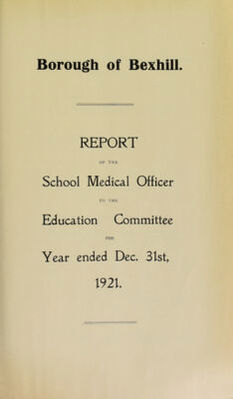 Borough of Bexhill.
REPORT
OF THE
School Medical Officer
TO THE
Education Committee
FOR
Year ended Dec. 31st,
1921.